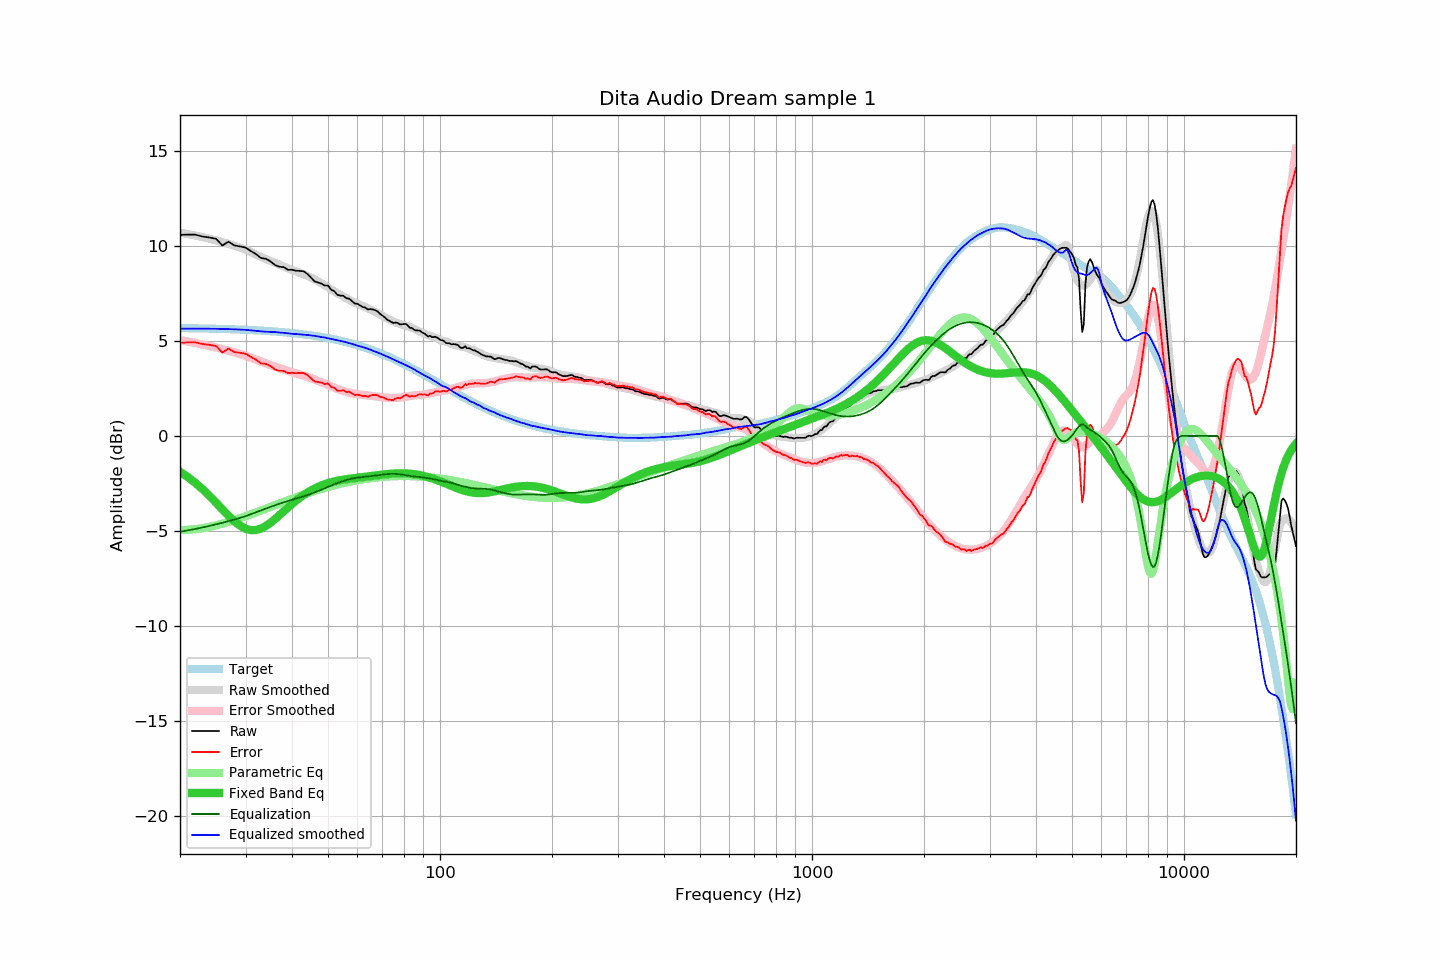 Dita Audio Dream sample 1
15
10
5
0
−5
−10
−15
−20
Amplitude (dBr)
Target
Raw Smoothed
Error Smoothed
Raw
Error
Parametric Eq
Fixed Band Eq
Equalization
Equalized smoothed
100
1000
10000
Frequency (Hz)